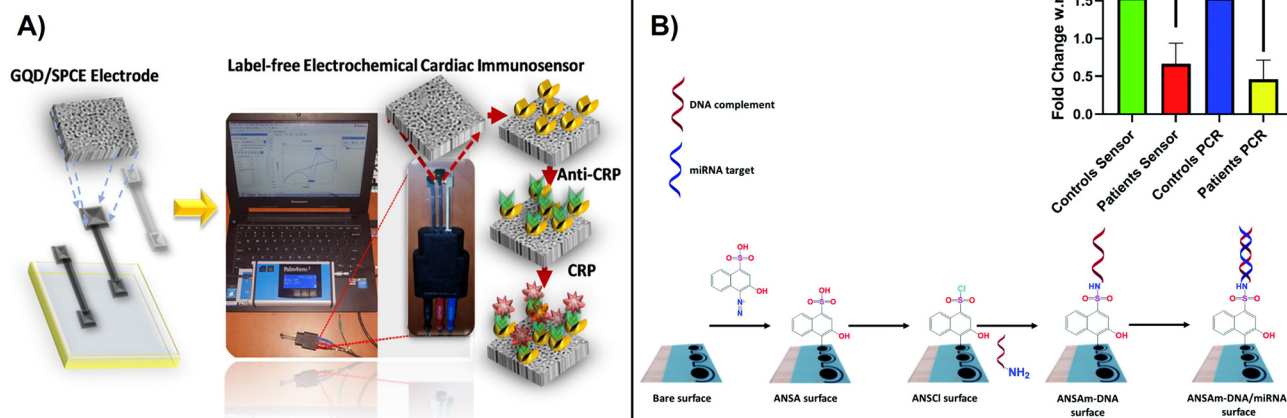 A)
GQD/SPCE Electrode
Label-free Electrochemical Cardiac Immunosensor
Anti-CRP
CRP
PalmSens3
B)
DNA complement
miRNA target
Fold Change w.r
1.5
1.0
0.5
0.0
Controls Sensor
Patients Sensor
Controls PCR
Patients PCR
OH
O=S=O
OH
N
N
OH
O=S=O
OH
Cl
O=S=O
OH
NH₂
HN
O=S=O
OH
HN
O=S=O
OH
Bare surface
ANSA surface
ANSCl surface
ANSAm-DNA
surface
ANSAm-DNA/miRNA
surface